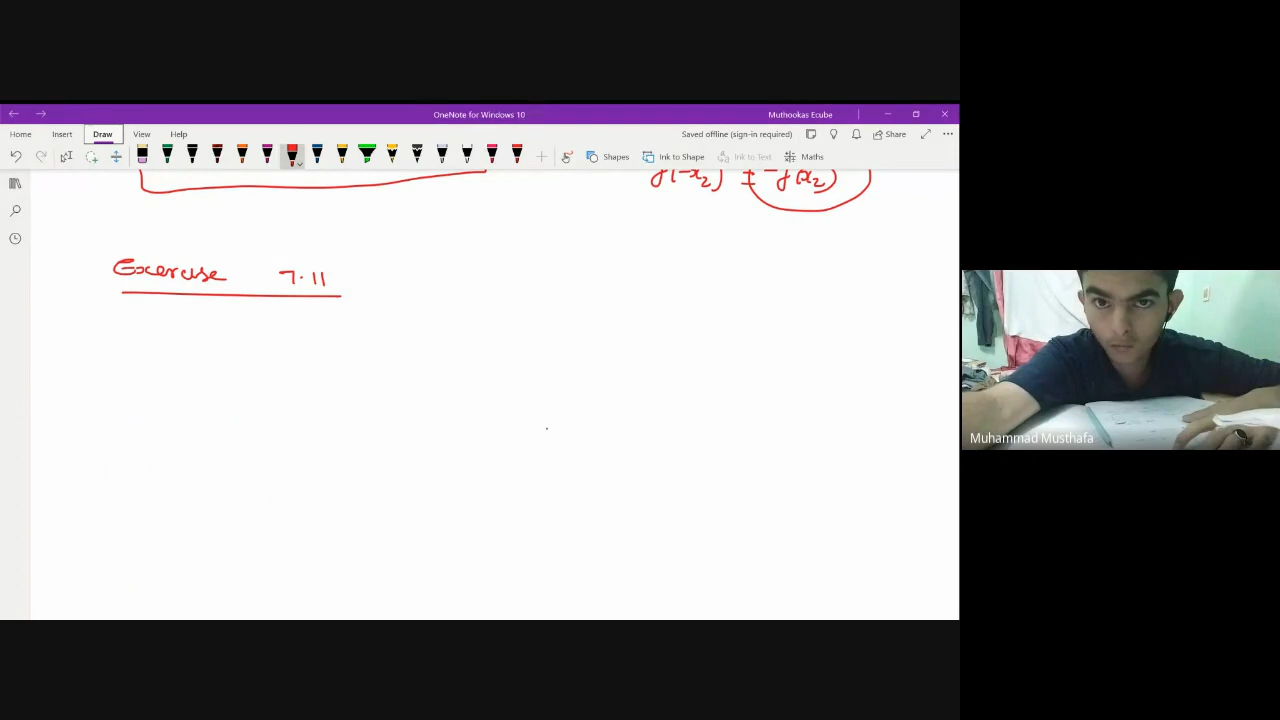 OneNote for Windows 10
Muthookas Ecube
Home Insert Draw View Help
Saved offline (sign-in required)
Share
Shapes
Ink to Shape
Ink to Text
Maths
Exercise 7.11
Muhammad Musthafa